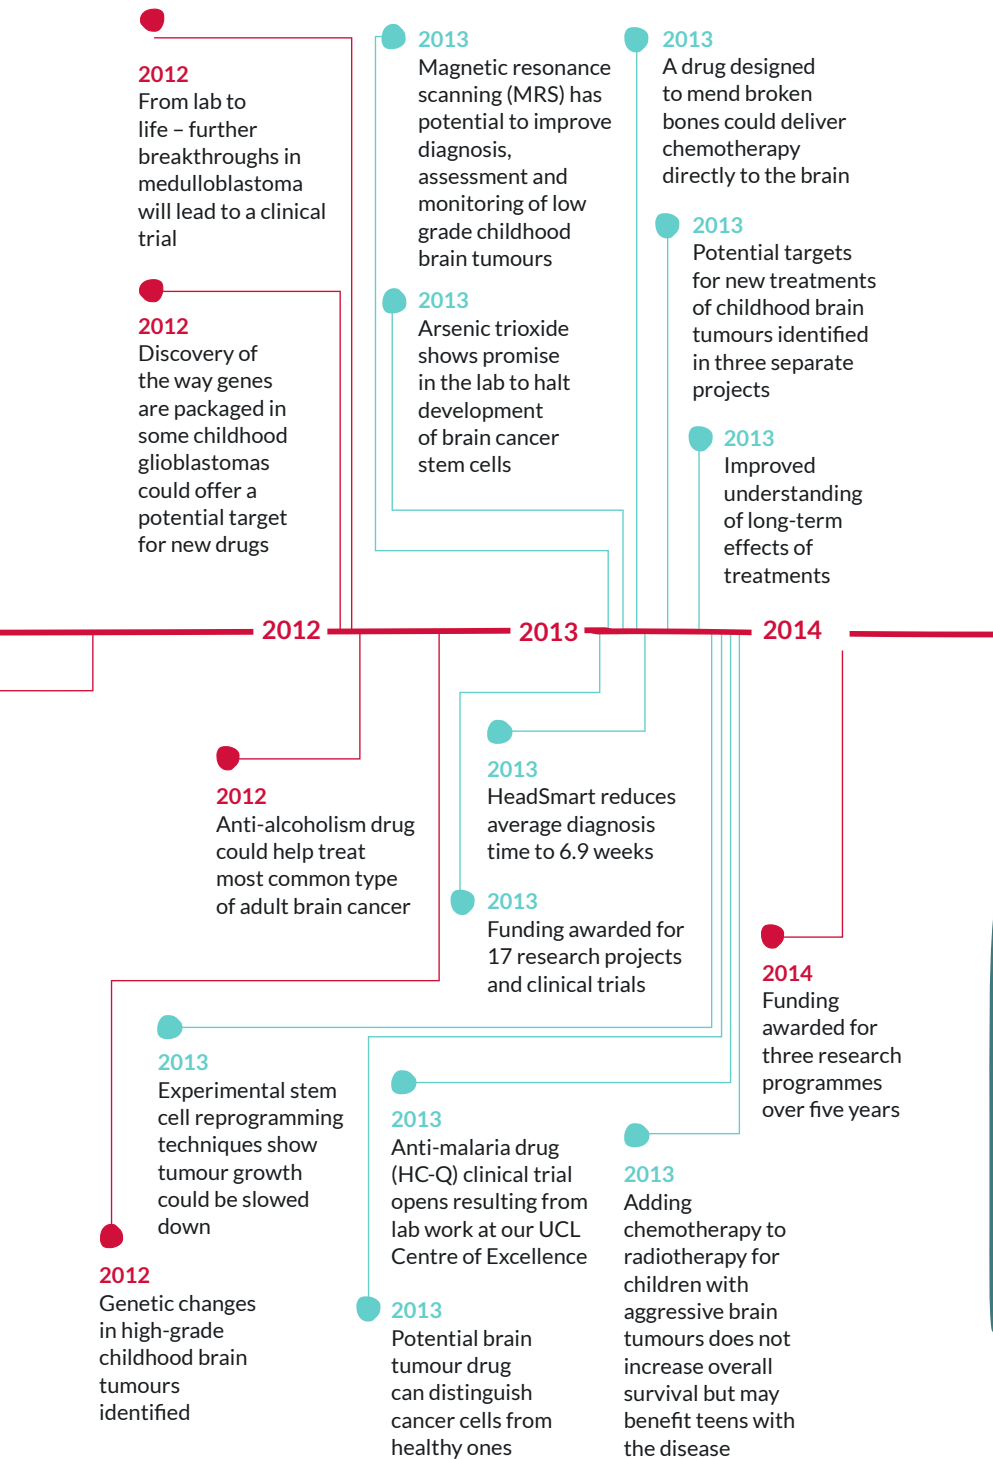 2012
From lab to
life – further
breakthroughs in
medulloblastoma
will lead to a clinical
trial
2012
Discovery of
the way genes
are packaged in
some childhood
glioblastomas
could offer a
potential target
for new drugs
2013
Magnetic resonance
scanning (MRS) has
potential to improve
diagnosis,
assessment and
monitoring of low
grade childhood
brain tumours
2013
Arsenic trioxide
shows promise
in the lab to halt
development
of brain cancer
stem cells
2013
A drug designed
to mend broken
bones could deliver
chemotherapy
directly to the brain
2013
Potential targets
for new treatments
of childhood brain
tumours identified
in three separate
projects
2013
Improved
understanding
of long-term
effects of
treatments
2012
2013
2014
2012
Anti-alcoholism drug
could help treat
most common type
of adult brain cancer
2013
HeadSmart reduces
average diagnosis
time to 6.9 weeks
2013
Funding awarded for
17 research projects
and clinical trials
2014
Funding
awarded for
three research
programmes
over five years
2013
Experimental stem
cell reprogramming
techniques show
tumour growth
could be slowed
down
2013
Anti-malaria drug
(HC-Q) clinical trial
opens resulting from
lab work at our UCL
Centre of Excellence
2013
Adding
chemotherapy to
radiotherapy for
children with
aggressive brain
tumours does not
increase overall
survival but may
benefit teens with
the disease
2012
Genetic changes
in high-grade
childhood brain
tumours
identified
2013
Potential brain
tumour drug
can distinguish
cancer cells from
healthy ones